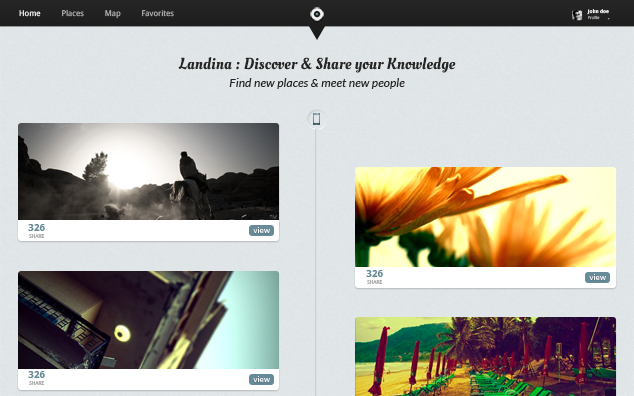 Home Places Map Favorites
john doe
Profile
Landina : Discover & Share your Knowledge
Find new places & meet new people
326
SHARE
view
326
SHARE
view
326
SHARE
view